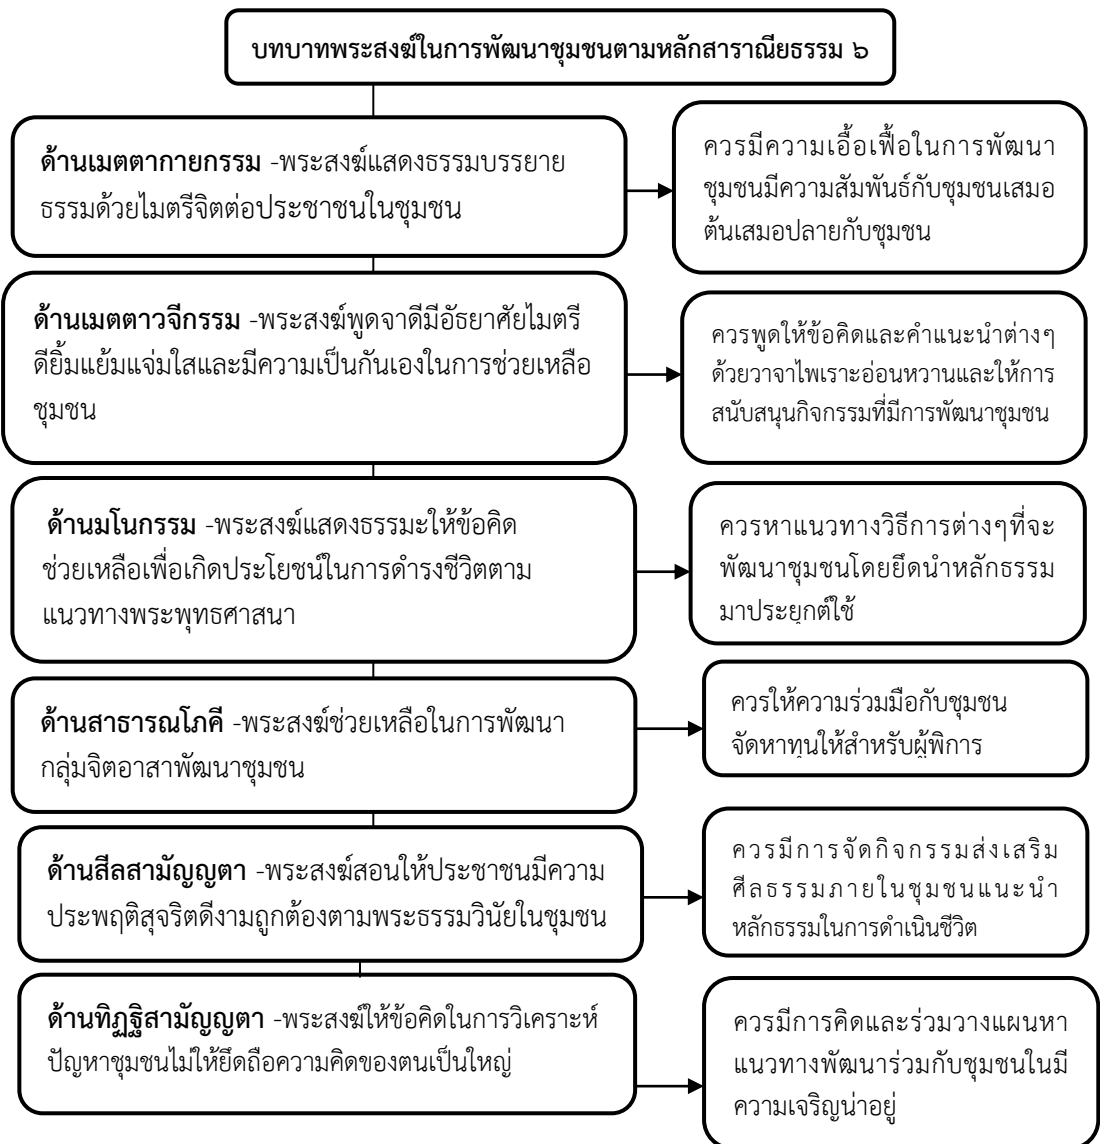 บทบาทพระสงฆ์ในการพัฒนาชุมชนตามหลักสาราณียธรรม ๖
ด้านเมตตากายกรรม -พระสงฆ์แสดงธรรมบรรยาย
ธรรมด้วยไมตรีจิตต่อประชาชนในชุมชน
ควรมีความเอื้อเฟื้อในการพัฒนา
ชุมชนมีความสัมพันธ์กับชุมชนเสมอ
ต้นเสมอปลายกับชุมชน
ด้านเมตตาวจีกรรม -พระสงฆ์พูดจาดีมีอัธยาศัยไมตรี
ดียิ้มแย้มแจ่มใสและมีความเป็นกันเองในการช่วยเหลือ
ชุมชน
ควรพูดให้ข้อคิดและคำแนะนำต่างๆ
ด้วยวาจาไพเราะอ่อนหวานและให้การ
สนับสนุนกิจกรรมที่มีการพัฒนาชุมชน
ด้านมโนกรรม -พระสงฆ์แสดงธรรมะให้ข้อคิด
ช่วยเหลือเพื่อเกิดประโยชน์ในการดำรงชีวิตตาม
แนวทางพระพุทธศาสนา
ควรหาแนวทางวิธีการต่างๆที่จะ
พัฒนาชุมชนโดยยึดนำหลักธรรม
มาประยุกต์ใช้
ด้านสาธารณโภคี -พระสงฆ์ช่วยเหลือในการพัฒนา
กลุ่มจิตอาสาพัฒนาชุมชน
ควรให้ความร่วมมือกับชุมชน
จัดหาทุนให้สำหรับผู้พิการ
ด้านสีลสามัญญตา -พระสงฆ์สอนให้ประชาชนมีความ
ประพฤติสุจริตดีงามถูกต้องตามพระธรรมวินัยในชุมชน
ควรมีการจัดกิจกรรมส่งเสริม
ศีลธรรมภายในชุมชนแนะนำ
หลักธรรมในการดำเนินชีวิต
ด้านทิฏฐิสามัญญตา -พระสงฆ์ให้ข้อคิดในการวิเคราะห์
ปัญหาชุมชนไม่ให้ยึดถือความคิดของตนเป็นใหญ่
ควรมีการคิดและร่วมวางแผนหา
แนวทางพัฒนาร่วมกับชุมชนในมี
ความเจริญน่าอยู่